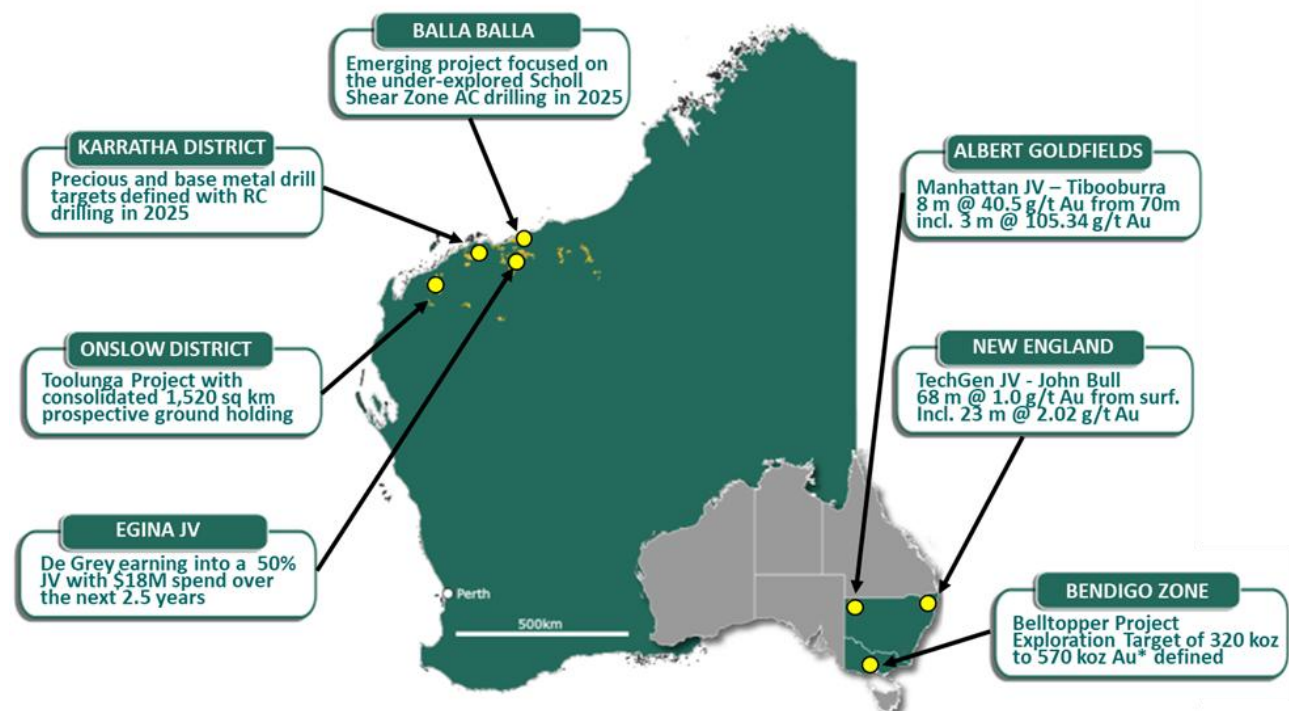 BALLA BALLA
Emerging project focused on
the under-explored Scholl
Shear Zone AC drilling in 2025
KARRATHA DISTRICT
Precious and base metal drill
targets defined with RC
drilling in 2025
ALBERT GOLDFIELDS
Manhattan JV – Tibooburra
8 m @ 40.5 g/t Au from 70m
incl. 3 m @ 105.34 g/t Au
ONSLOW DISTRICT
Toolunga Project with
consolidated 1,520 sq km
prospective ground holding
NEW ENGLAND
TechGen JV - John Bull
68 m @ 1.0 g/t Au from surf.
Incl. 23 m @ 2.02 g/t Au
EGINA JV
De Grey earning into a 50%
JV with $18M spend over
the next 2.5 years
Perth
500km
BENDIGO ZONE
Belltopper Project
Exploration Target of 320 koz
to 570 koz Au* defined